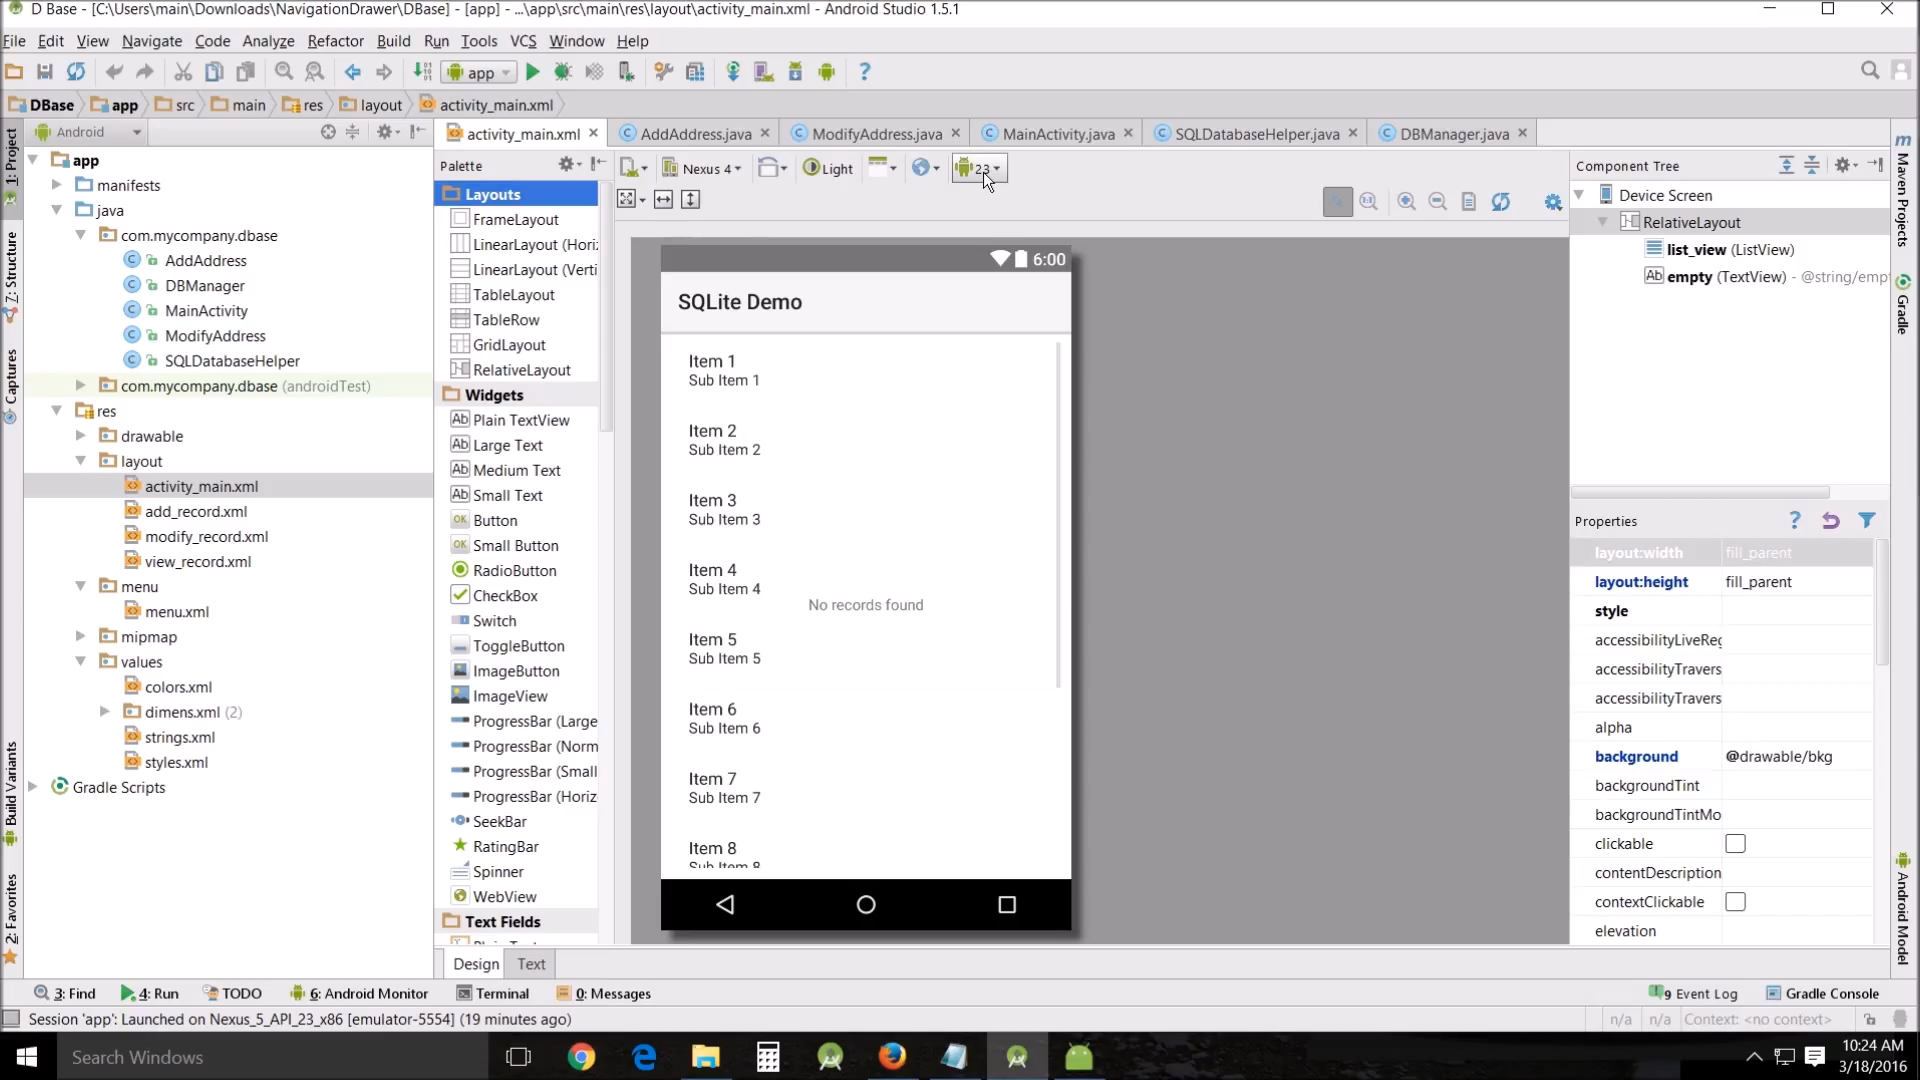 D Base - [C:\Users\main\Downloads\NavigationDrawer\DBase] - [app] - ...\app\src\main\res\layout\activity_main.xml - Android Studio 1.5.1
File Edit View Navigate Code Analyze Refactor Build Run Tools VCS Window Help
app
DBase app src main res layout activity_main.xml
Android
activity_main.xml AddAddress.java ModifyAddress.java MainActivity.java SQLDatabaseHelper.java DBManager.java
1: Project
7: Structure
Captures
Build Variants
2: Favorites
app
manifests
java
com.mycompany.dbase
AddAddress
DBManager
MainActivity
ModifyAddress
SQLDatabaseHelper
com.mycompany.dbase (androidTest)
res
drawable
layout
activity_main.xml
add_record.xml
modify_record.xml
view_record.xml
menu
menu.xml
mipmap
values
colors.xml
dimens.xml (2)
strings.xml
styles.xml
Gradle Scripts
Palette
Layouts
FrameLayout
LinearLayout (Hori
LinearLayout (Verti
TableLayout
TableRow
GridLayout
RelativeLayout
Widgets
Ab Plain TextView
Ab Large Text
Ab Medium Text
Ab Small Text
OK Button
OK Small Button
RadioButton
CheckBox
Switch
ToggleButton
ImageButton
ImageView
ProgressBar (Large
ProgressBar (Norm
ProgressBar (Small
ProgressBar (Horiz
SeekBar
RatingBar
Spinner
WebView
Text Fields
Nexus 4 Light 23
6:00
SQLite Demo
Item 1
Sub Item 1
Item 2
Sub Item 2
Item 3
Sub Item 3
Item 4
Sub Item 4
No records found
Item 5
Sub Item 5
Item 6
Sub Item 6
Item 7
Sub Item 7
Item 8
Sub Item 8
Design Text
Component Tree
Device Screen
RelativeLayout
list_view (ListView)
Ab empty (TextView) - @string/emp
Properties
layout:width fill_parent
layout:height fill_parent
style
accessibilityLiveReg
accessibilityTravers
accessibilityTravers
alpha
background @drawable/bkg
backgroundTint
backgroundTintMo
clickable
contentDescription
contextClickable
elevation
m Maven Projects
Gradle
Android Model
3: Find 4: Run TODO 6: Android Monitor Terminal 0: Messages 9 Event Log Gradle Console
Session 'app': Launched on Nexus_5_API_23_x86 [emulator-5554] (19 minutes ago) n/a n/a Context: <no context>
Search Windows
10:24 AM
3/18/2016